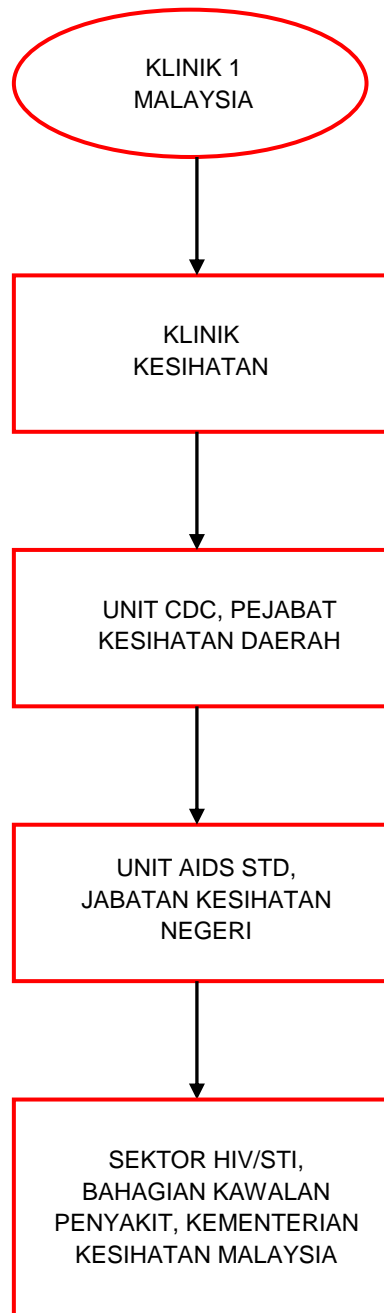 KLINIK 1
MALAYSIA
KLINIK
KESIHATAN
UNIT CDC, PEJABAT
KESIHATAN DAERAH
UNIT AIDS STD,
JABATAN KESIHATAN
NEGERI
SEKTOR HIV/STI,
BAHAGIAN KAWALAN
PENYAKIT, KEMENTERIAN
KESIHATAN MALAYSIA